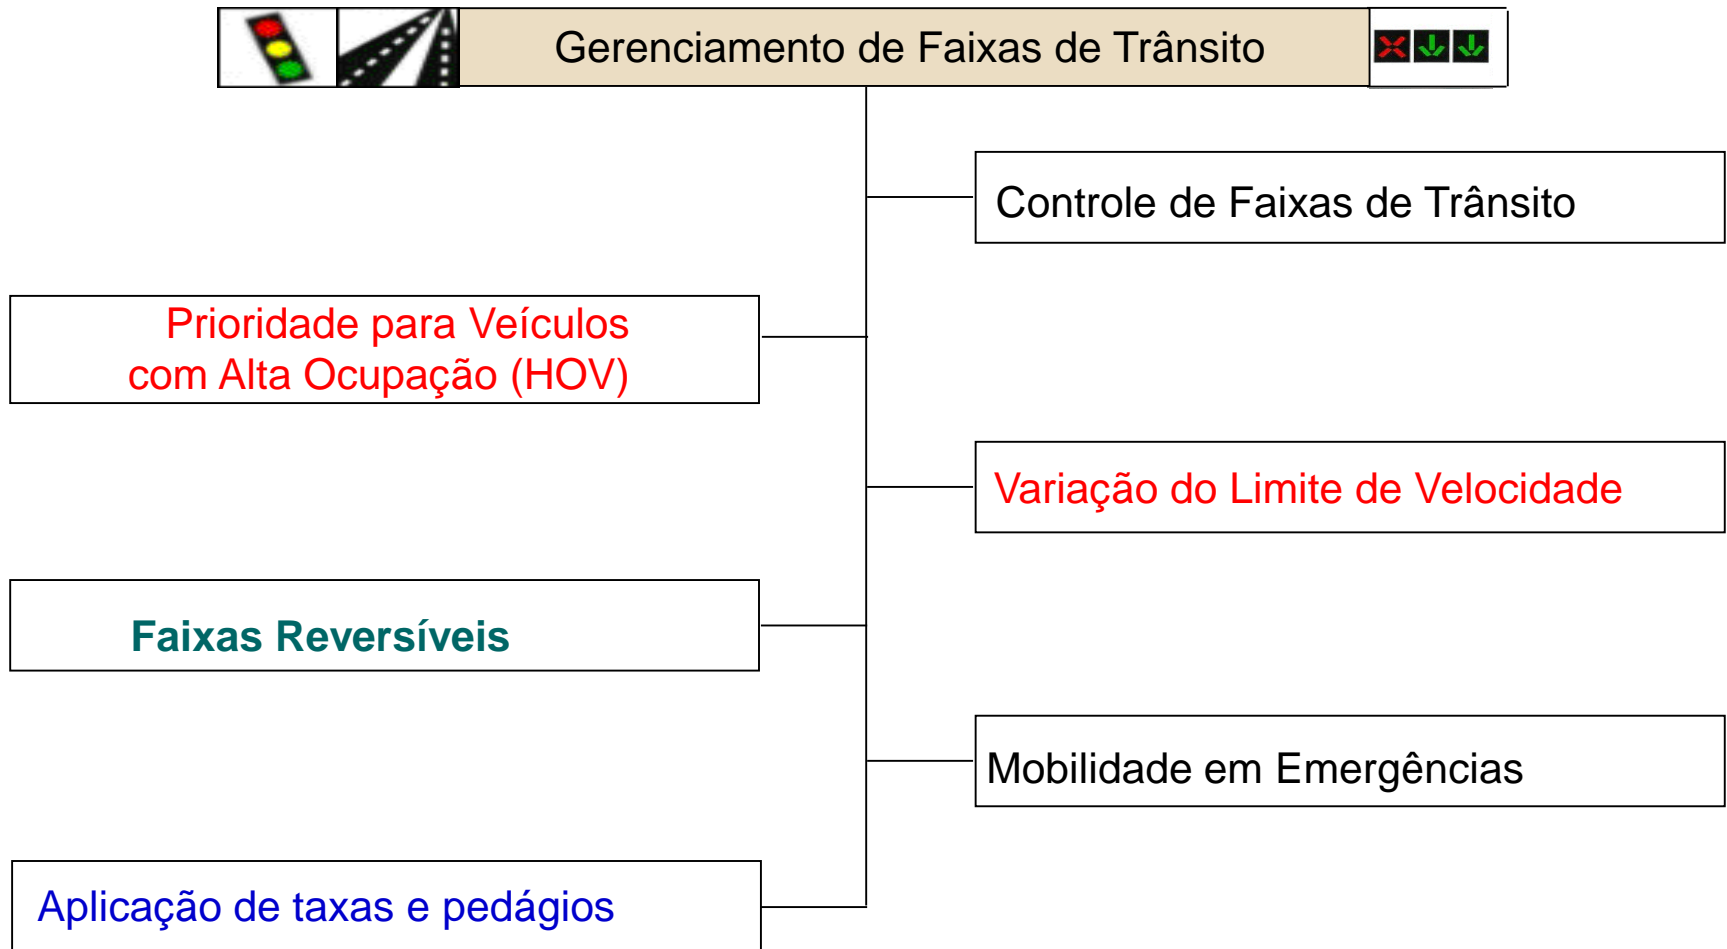 Gerenciamento de Faixas de Trânsito
Controle de Faixas de Trânsito
Prioridade para Veículos
com Alta Ocupação (HOV)
Variação do Limite de Velocidade
Faixas Reversíveis
Mobilidade em Emergências
Aplicação de taxas e pedágios